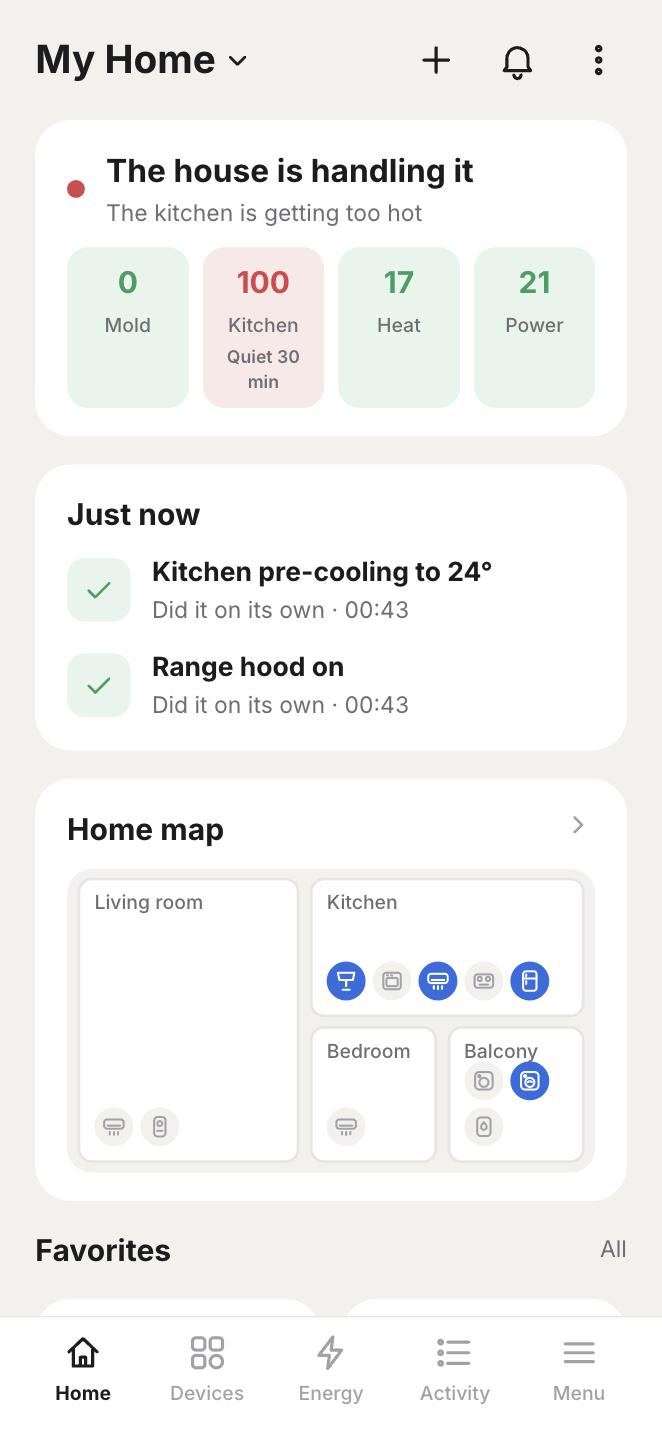 My Home
The house is handling it
The kitchen is getting too hot
0
Mold
100
Kitchen
Quiet 30
min
17
Heat
21
Power
Just now
Kitchen pre-cooling to 24°
Did it on its own · 00:43
Range hood on
Did it on its own · 00:43
Home map
Living room
Kitchen
Bedroom
Balcony
Favorites
All
Home
Devices
Energy
Activity
Menu